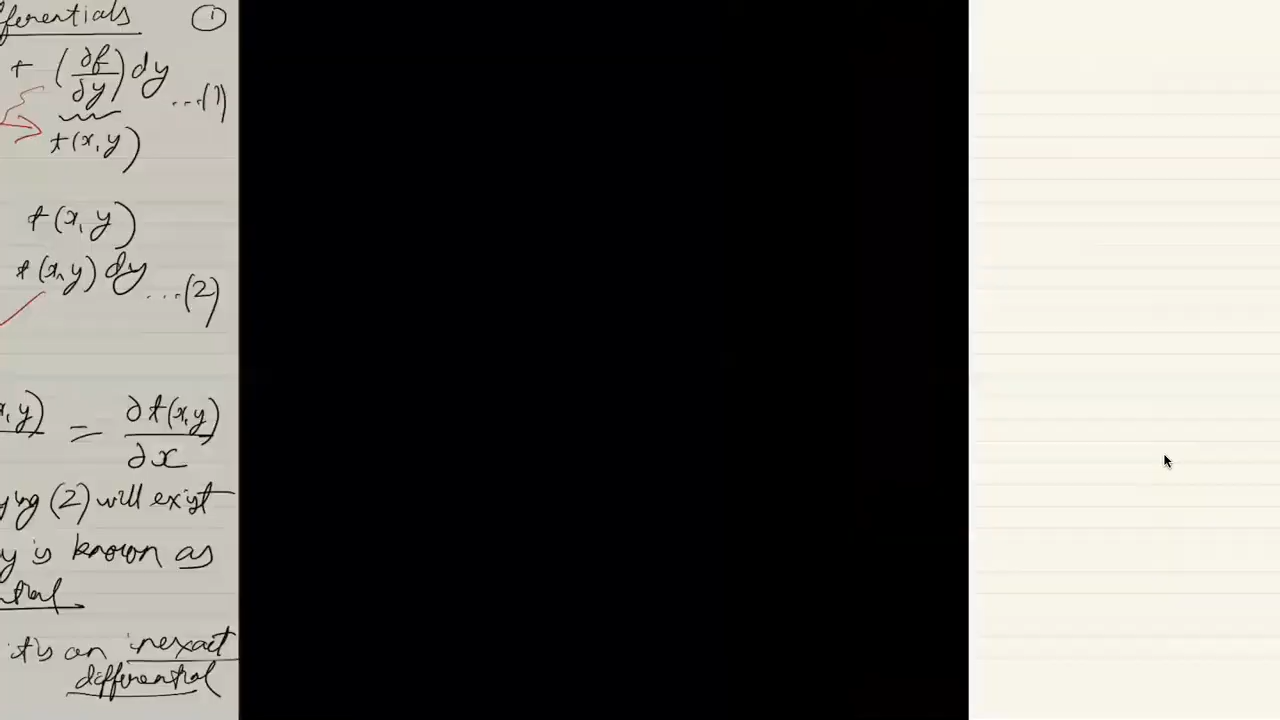 fferentials ①
+ (∂f/∂y) dy ...(1)
t(x,y)
t(x,y)
t(x,y) dy ...(2)
x,y) = ∂t(x,y)/∂x
ying (2) will exist
y is known as
ntial
it's an inexact
differential